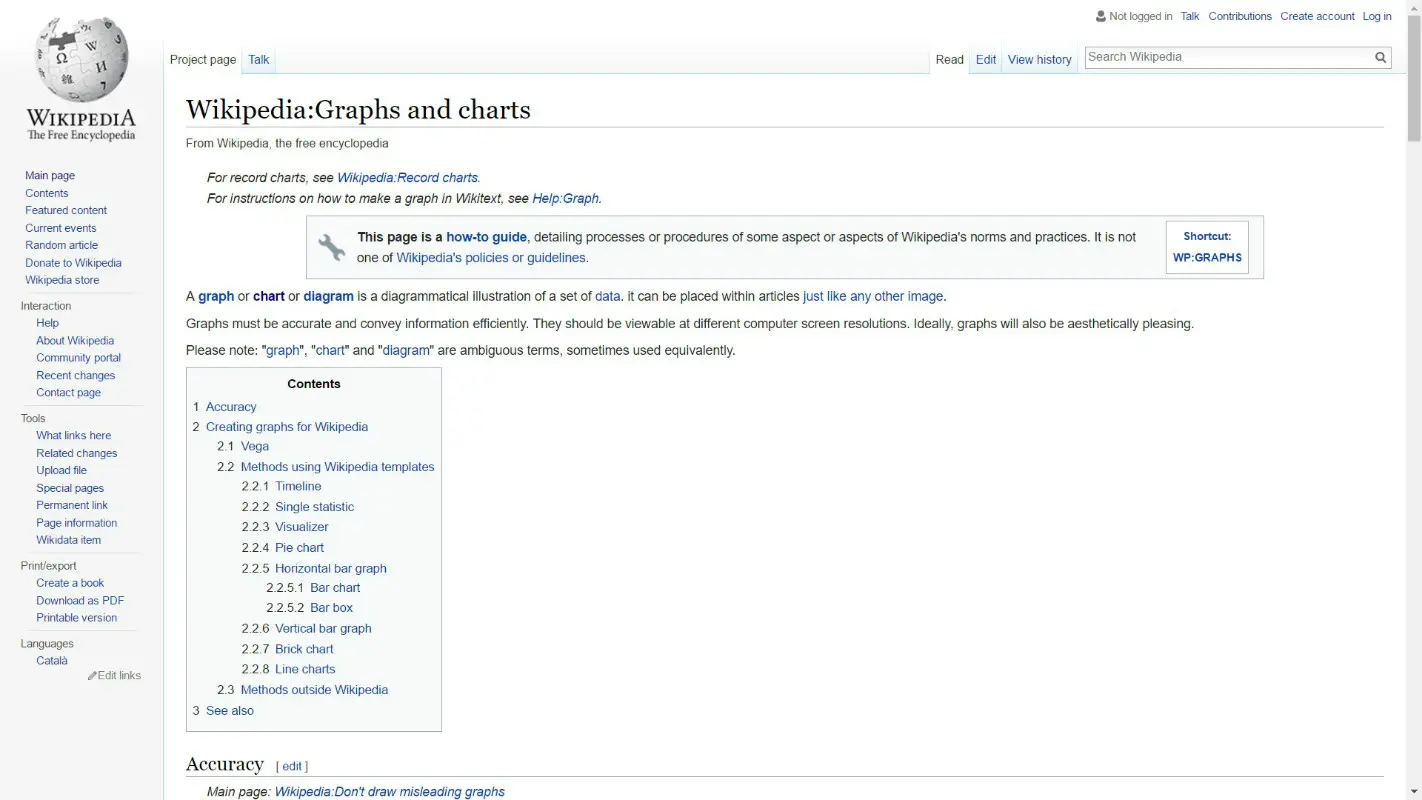 Not logged in Talk Contributions Create account Log in
WIKIPEDIA
The Free Encyclopedia
Project page Talk
Read Edit View history
Search Wikipedia
Main page
Contents
Featured content
Current events
Random article
Donate to Wikipedia
Wikipedia store
Interaction
Help
About Wikipedia
Community portal
Recent changes
Contact page
Tools
What links here
Related changes
Upload file
Special pages
Permanent link
Page information
Wikidata item
Print/export
Create a book
Download as PDF
Printable version
Languages
Català
Edit links
Wikipedia:Graphs and charts
From Wikipedia, the free encyclopedia
For record charts, see Wikipedia:Record charts.
For instructions on how to make a graph in Wikitext, see Help:Graph.
This page is a how-to guide, detailing processes or procedures of some aspect or aspects of Wikipedia's norms and practices. It is not
one of Wikipedia's policies or guidelines.
Shortcut:
WP:GRAPHS
A graph or chart or diagram is a diagrammatical illustration of a set of data. it can be placed within articles just like any other image.
Graphs must be accurate and convey information efficiently. They should be viewable at different computer screen resolutions. Ideally, graphs will also be aesthetically pleasing.
Please note: "graph", "chart" and "diagram" are ambiguous terms, sometimes used equivalently.
Contents
1 Accuracy
2 Creating graphs for Wikipedia
2.1 Vega
2.2 Methods using Wikipedia templates
2.2.1 Timeline
2.2.2 Single statistic
2.2.3 Visualizer
2.2.4 Pie chart
2.2.5 Horizontal bar graph
2.2.5.1 Bar chart
2.2.5.2 Bar box
2.2.6 Vertical bar graph
2.2.7 Brick chart
2.2.8 Line charts
2.3 Methods outside Wikipedia
3 See also
Accuracy [ edit ]
Main page: Wikipedia:Don't draw misleading graphs